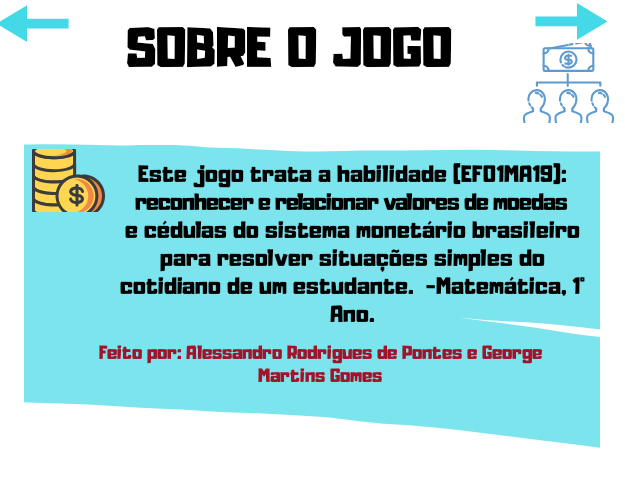 SOBRE O JOGO
Este jogo trata a habilidade (EF01MA19):
reconhecer e relacionar valores de moedas
e cédulas do sistema monetário brasileiro
para resolver situações simples do
cotidiano de um estudante. -Matemática, 1°
Ano.
Feito por: Alessandro Rodrigues de Pontes e George
Martins Gomes